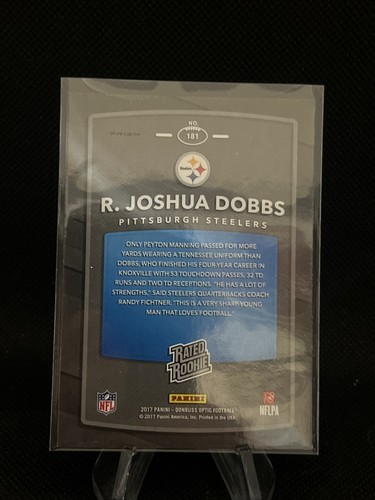 NO.
181
Steelers
R. JOSHUA DOBBS
PITTSBURGH STEELERS
ONLY PEYTON MANNING PASSED FOR MORE
YARDS WEARING A TENNESSEE UNIFORM THAN
DOBBS, WHO FINISHED HIS FOUR-YEAR CAREER IN
KNOXVILLE WITH 53 TOUCHDOWN PASSES, 32 TD
RUNS AND TWO TD RECEPTIONS. "HE HAS A LOT OF
STRENGTHS," SAID STEELERS QUARTERBACKS COACH
RANDY FICHTNER. "THIS IS A VERY SHARP YOUNG
MAN THAT LOVES FOOTBALL."
RATED
ROOKIE
PANINI
NFL
NFLPA
2017 PANINI – DONRUSS OPTIC FOOTBALL
© 2017 Panini America, Inc. Printed in the USA.